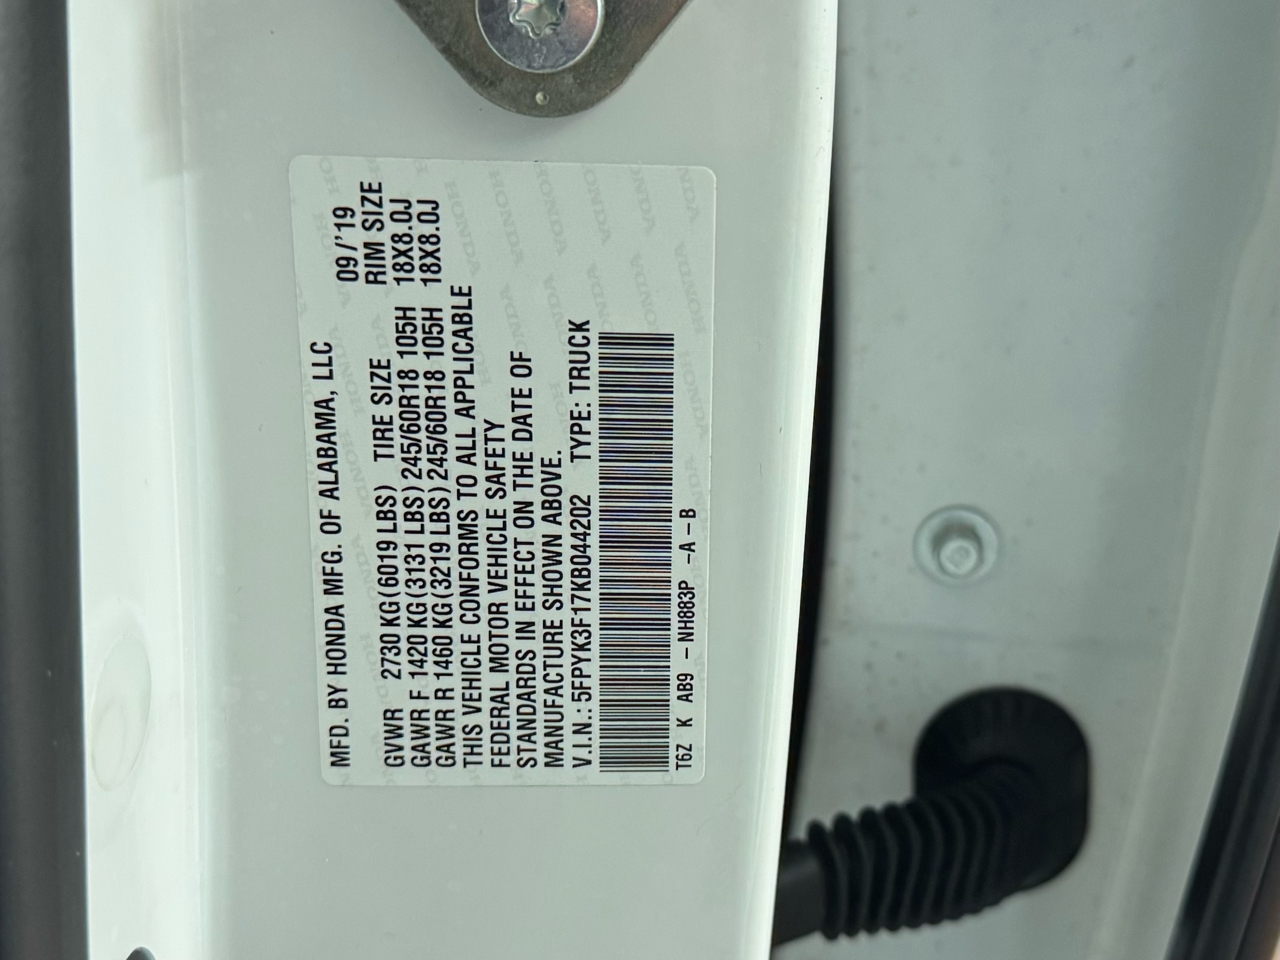 MFD. BY HONDA MFG. OF ALABAMA, LLC
09/'19
GVWR 2730 KG(6019 LBS) TIRE SIZE RIM SIZE
GAWR F 1420 KG(3131 LBS) 245/60R18 105H 18X8.0J
GAWR R 1460 KG(3219 LBS) 245/60R18 105H 18X8.0J
THIS VEHICLE CONFORMS TO ALL APPLICABLE
FEDERAL MOTOR VEHICLE SAFETY
STANDARDS IN EFFECT ON THE DATE OF
MANUFACTURE SHOWN ABOVE.
V.I.N.: 5FPYK3F17KB044202 TYPE: TRUCK
T6Z K AB9 - NH883P -A-B